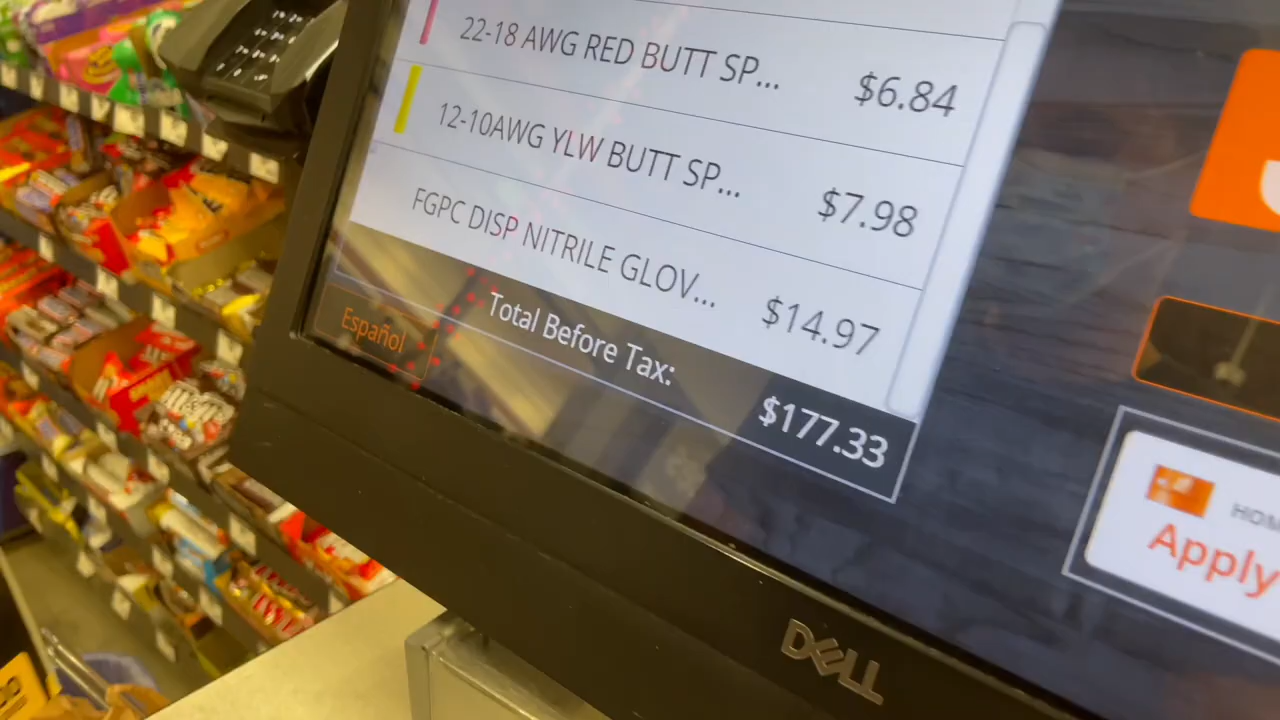 22-18 AWG RED BUTT SP... $6.84
12-10AWG YLW BUTT SP... $7.98
FGPC DISP NITRILE GLOV... $14.97
Total Before Tax: $177.33
Español
HOM
Apply
DELL